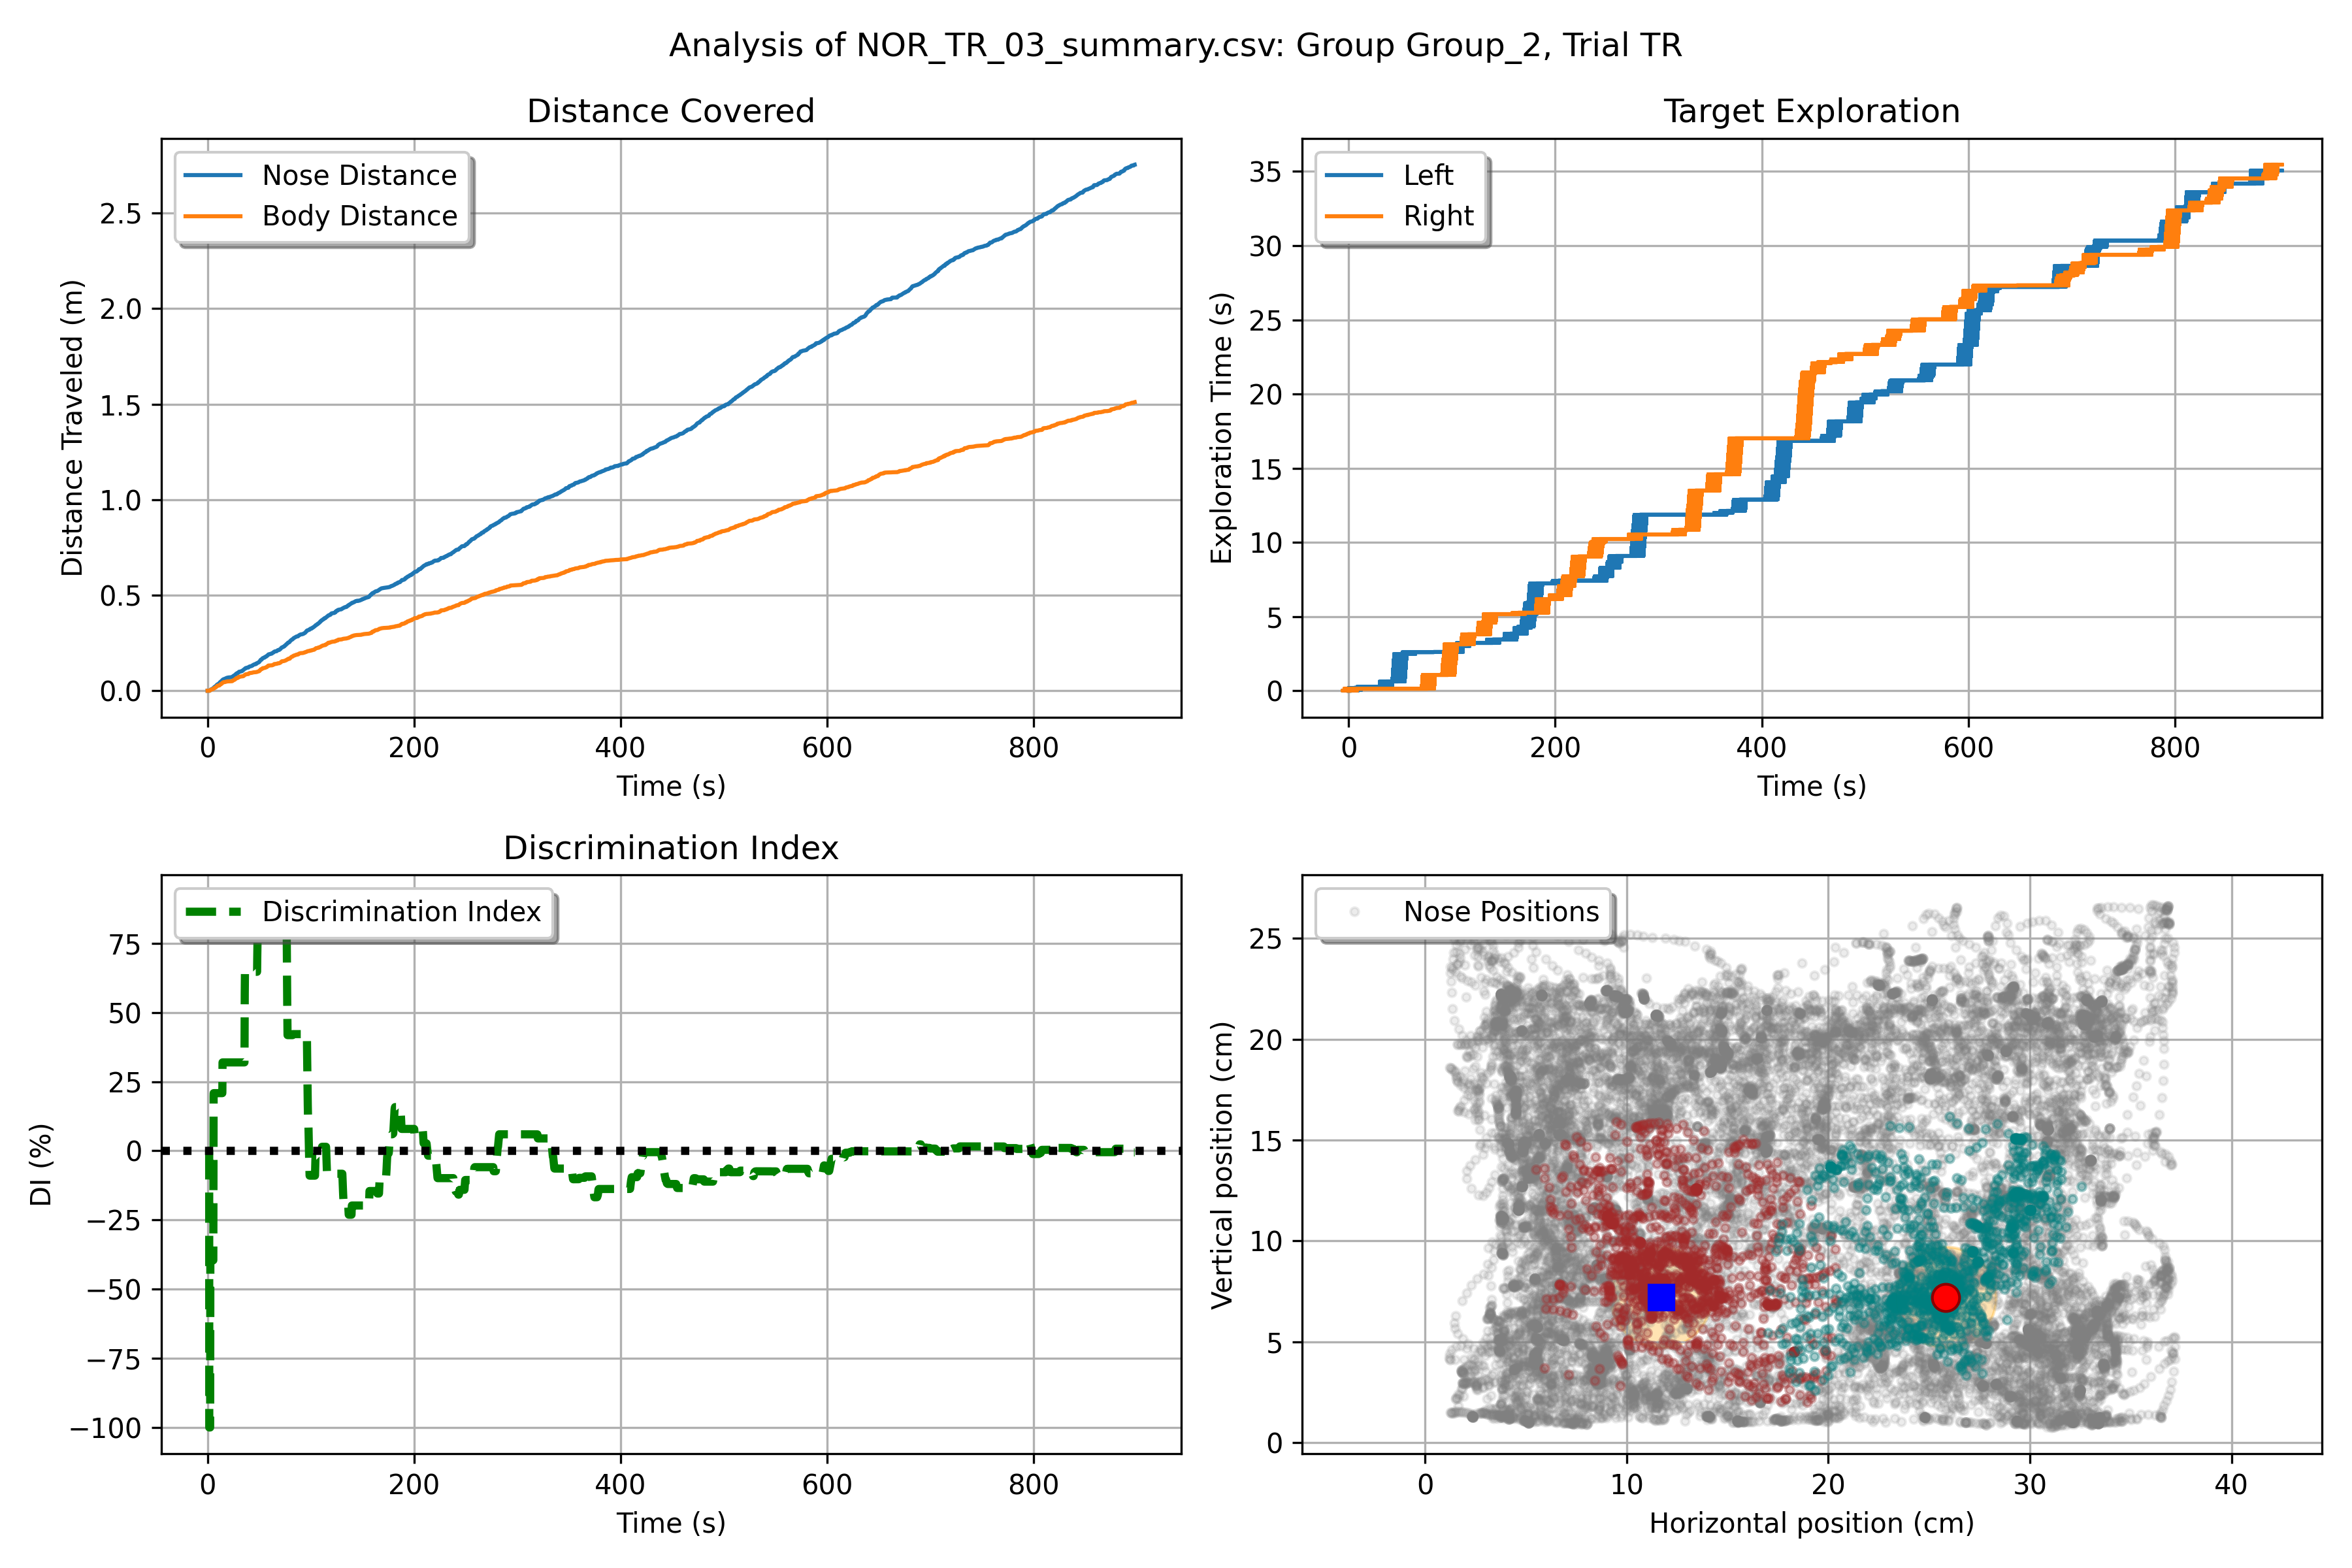 Analysis of NOR_TR_03_summary.csv: Group Group_2, Trial TR
Distance Covered
Nose Distance
Body Distance
Distance Traveled (m)
2.5
2.0
1.5
1.0
0.5
0.0
0 200 400 600 800
Time (s)
Target Exploration
Left
Right
Exploration Time (s)
35
30
25
20
15
10
5
0
0 200 400 600 800
Time (s)
Discrimination Index
Discrimination Index
DI (%)
75
50
25
0
−25
−50
−75
−100
0 200 400 600 800
Time (s)
Nose Positions
Vertical position (cm)
25
20
15
10
5
0
0 10 20 30 40
Horizontal position (cm)